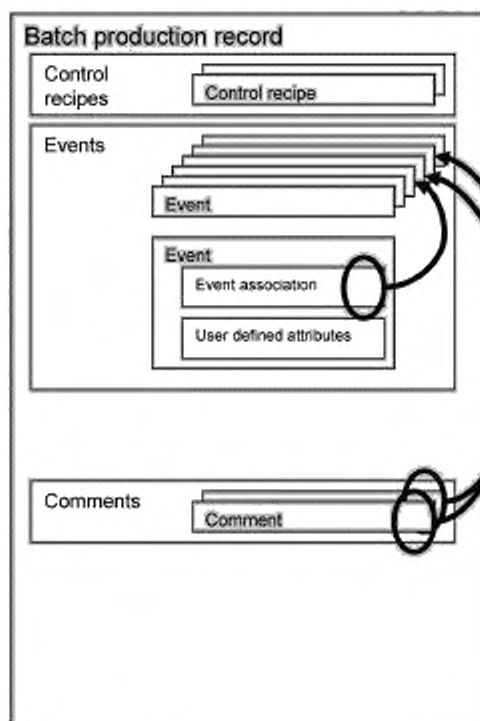 Batch production record
Control
recipes
Control recipe
Events
Event
Event
Event association
User defined attributes
Comments
Comment